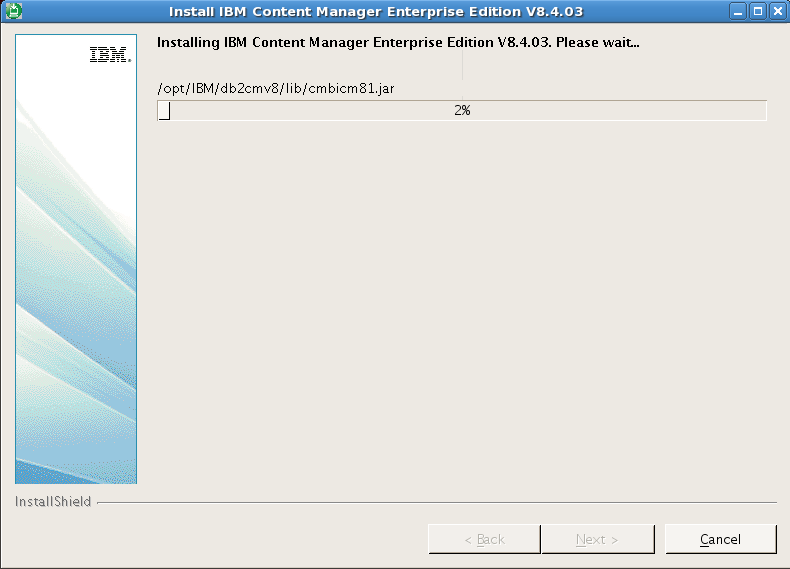 Install IBM Content Manager Enterprise Edition V8.4.03
IBM.
Installing IBM Content Manager Enterprise Edition V8.4.03. Please wait...
/opt/IBM/db2cmv8/lib/cmbicm81.jar
2%
InstallShield
< Back
Next >
Cancel